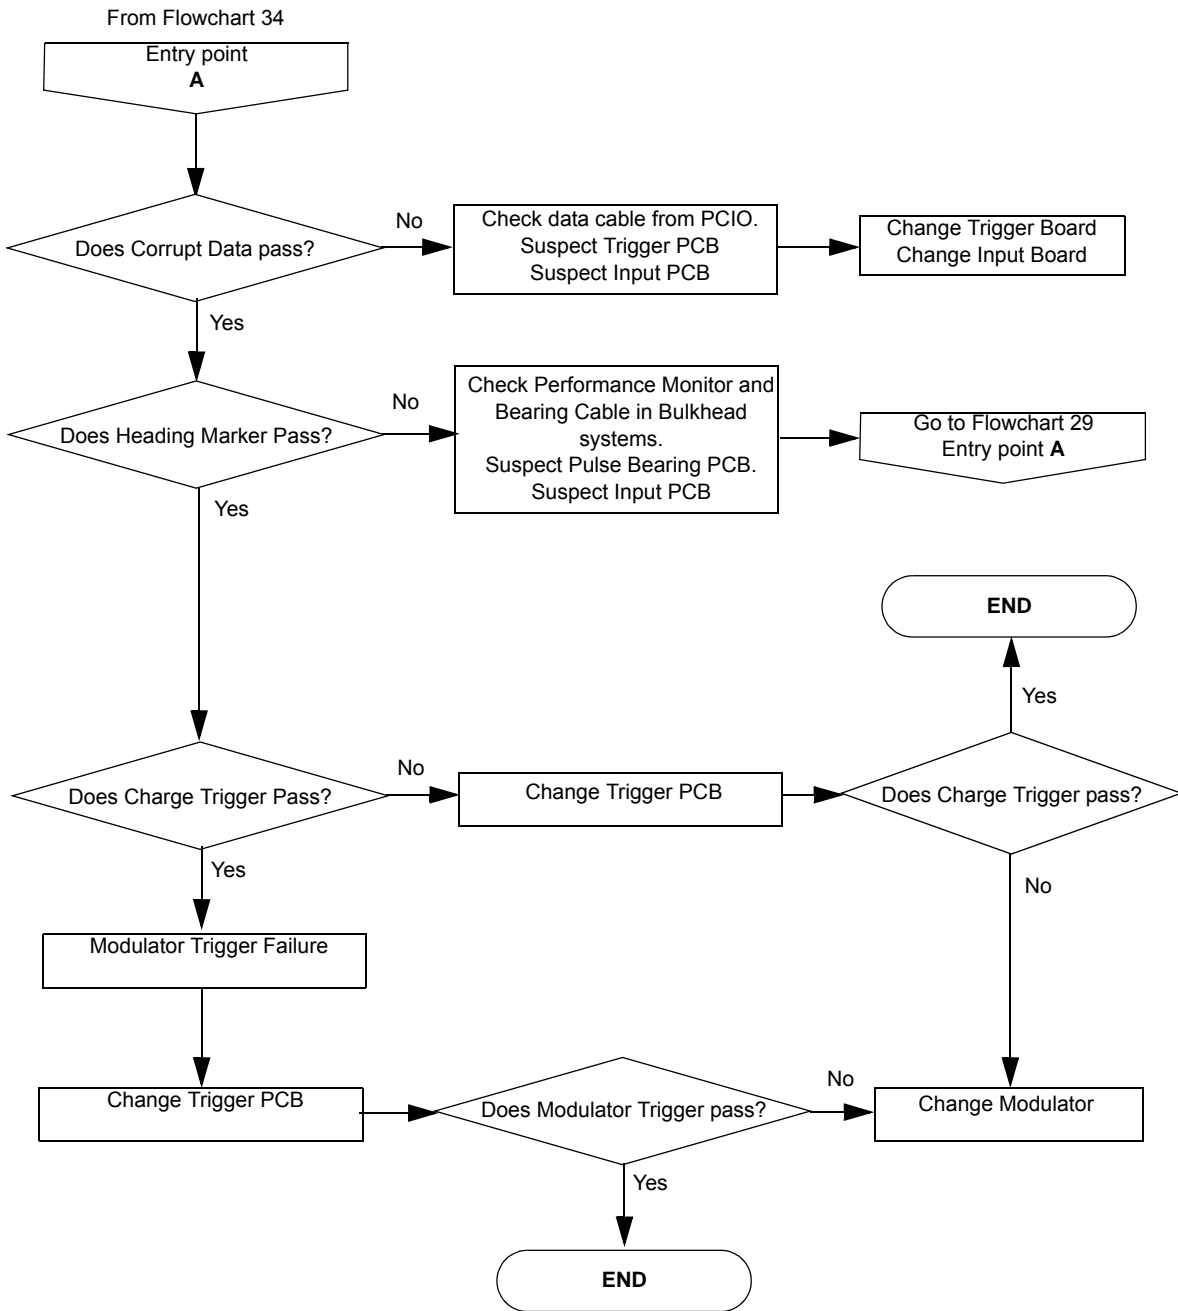 From Flowchart 34
Entry point
A
Does Corrupt Data pass?
No
Check data cable from PCIO.
Suspect Trigger PCB
Suspect Input PCB
Change Trigger Board
Change Input Board
Yes
Does Heading Marker Pass?
No
Check Performance Monitor and
Bearing Cable in Bulkhead
systems.
Suspect Pulse Bearing PCB.
Suspect Input PCB
Go to Flowchart 29
Entry point A
Yes
END
Yes
Does Charge Trigger Pass?
No
Change Trigger PCB
Does Charge Trigger pass?
Yes
No
Modulator Trigger Failure
Change Trigger PCB
Does Modulator Trigger pass?
No
Change Modulator
Yes
END